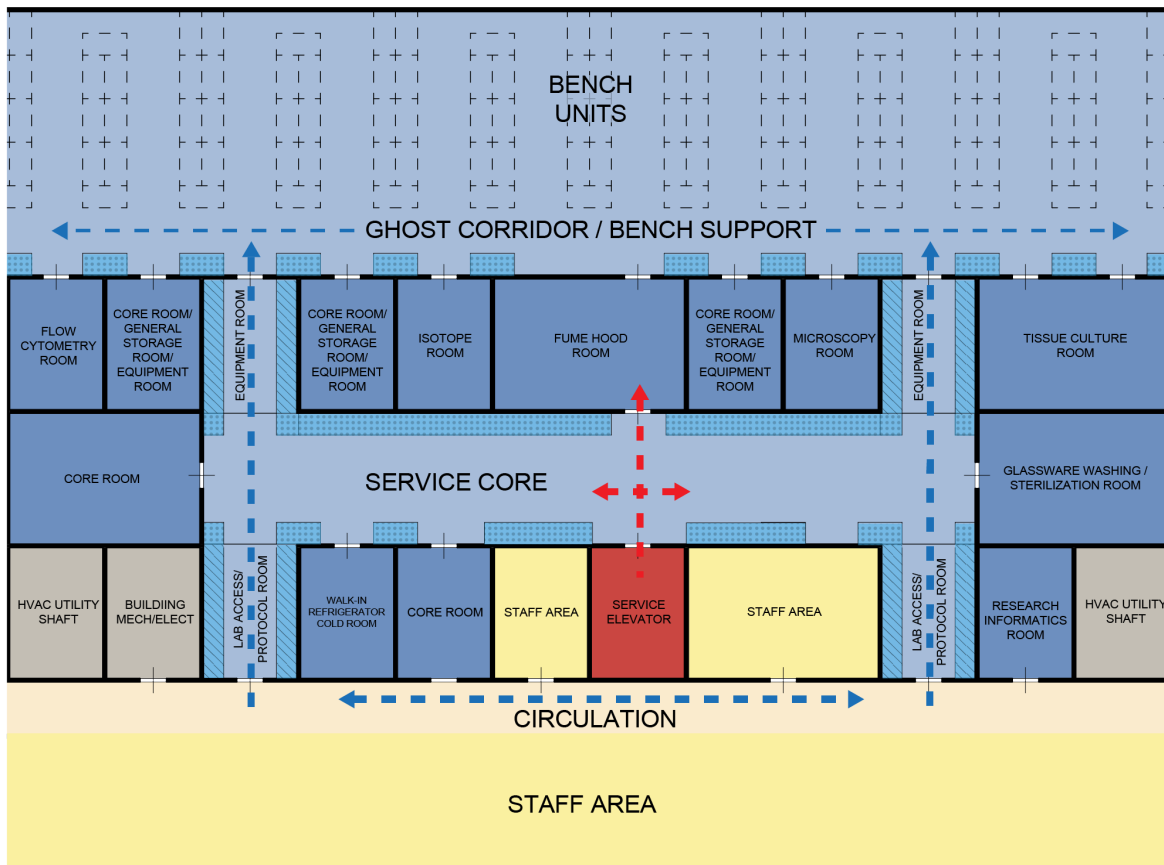 BENCH
UNITS
GHOST CORRIDOR / BENCH SUPPORT
FLOW
CYTOMETRY
ROOM
CORE ROOM/
GENERAL
STORAGE
ROOM/
EQUIPMENT
ROOM
EQUIPMENT ROOM
CORE ROOM/
GENERAL
STORAGE
ROOM/
EQUIPMENT
ROOM
ISOTOPE
ROOM
FUME HOOD
ROOM
CORE ROOM/
GENERAL
STORAGE
ROOM/
EQUIPMENT
ROOM
MICROSCOPY
ROOM
EQUIPMENT ROOM
TISSUE CULTURE
ROOM
CORE ROOM
SERVICE CORE
GLASSWARE WASHING /
STERILIZATION ROOM
HVAC UTILITY
SHAFT
BUILDIING
MECH/ELECT
LAB ACCESS/
PROTOCOL ROOM
WALK-IN
REFRIGERATOR
COLD ROOM
CORE ROOM
STAFF AREA
SERVICE
ELEVATOR
STAFF AREA
LAB ACCESS/
PROTOCOL ROOM
RESEARCH
INFORMATICS
ROOM
HVAC UTILITY
SHAFT
CIRCULATION
STAFF AREA